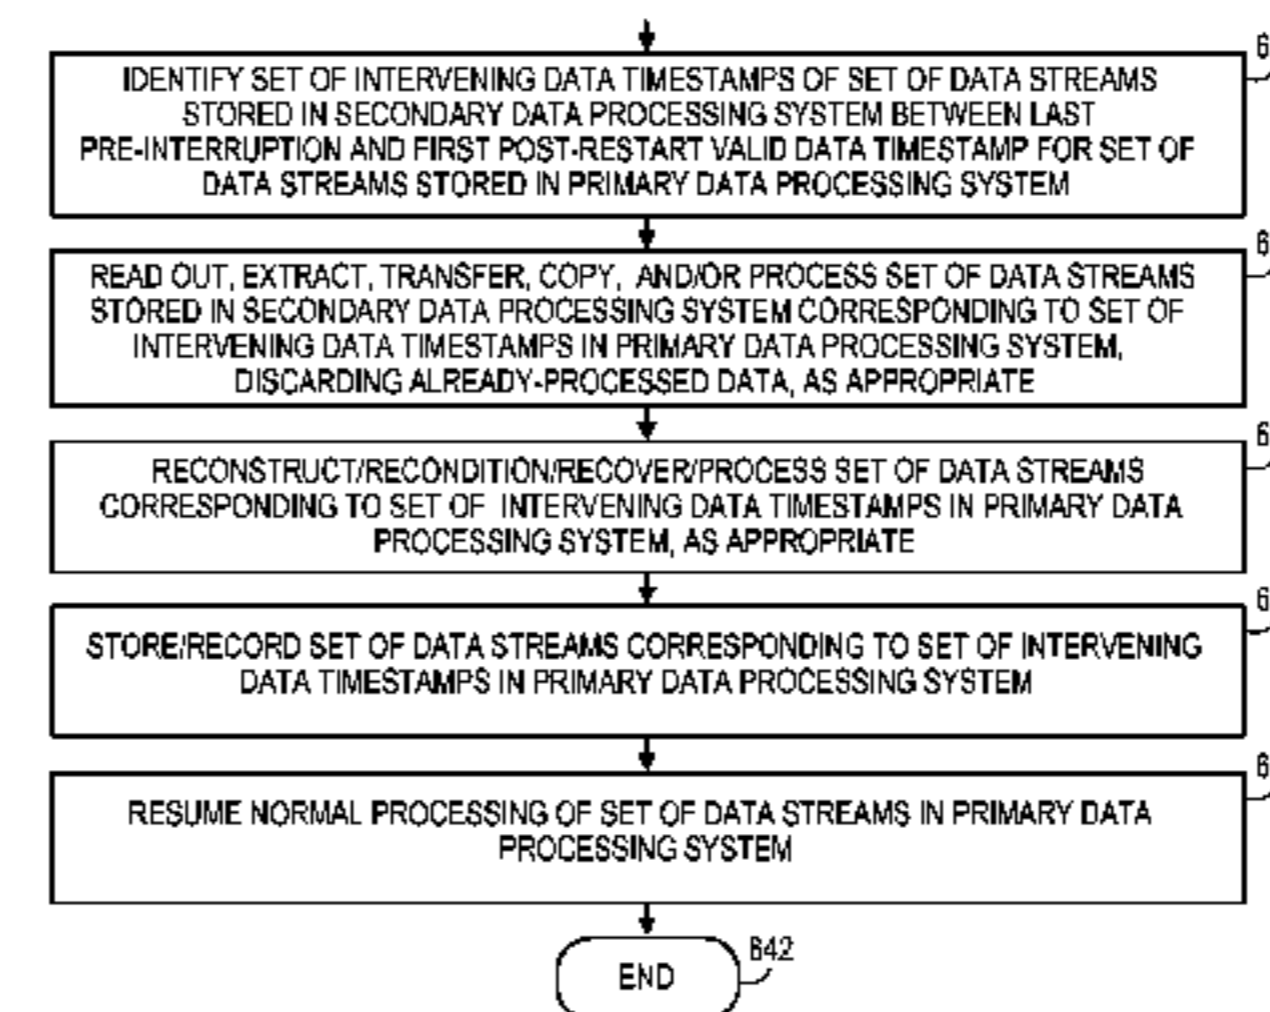 6
IDENTIFY SET OF INTERVENING DATA TIMESTAMPS OF SET OF DATA STREAMS
STORED IN SECONDARY DATA PROCESSING SYSTEM BETWEEN LAST
PRE-INTERRUPTION AND FIRST POST-RESTART VALID DATA TIMESTAMP FOR SET OF
DATA STREAMS STORED IN PRIMARY DATA PROCESSING SYSTEM
6
READ OUT, EXTRACT, TRANSFER, COPY, AND/OR PROCESS SET OF DATA STREAMS
STORED IN SECONDARY DATA PROCESSING SYSTEM CORRESPONDING TO SET OF
INTERVENING DATA TIMESTAMPS IN PRIMARY DATA PROCESSING SYSTEM,
DISCARDING ALREADY-PROCESSED DATA, AS APPROPRIATE
6
RECONSTRUCT/RECONDITION/RECOVER/PROCESS SET OF DATA STREAMS
CORRESPONDING TO SET OF INTERVENING DATA TIMESTAMPS IN PRIMARY DATA
PROCESSING SYSTEM, AS APPROPRIATE
6
STORE/RECORD SET OF DATA STREAMS CORRESPONDING TO SET OF INTERVENING
DATA TIMESTAMPS IN PRIMARY DATA PROCESSING SYSTEM
6
RESUME NORMAL PROCESSING OF SET OF DATA STREAMS IN PRIMARY DATA
PROCESSING SYSTEM
642
END